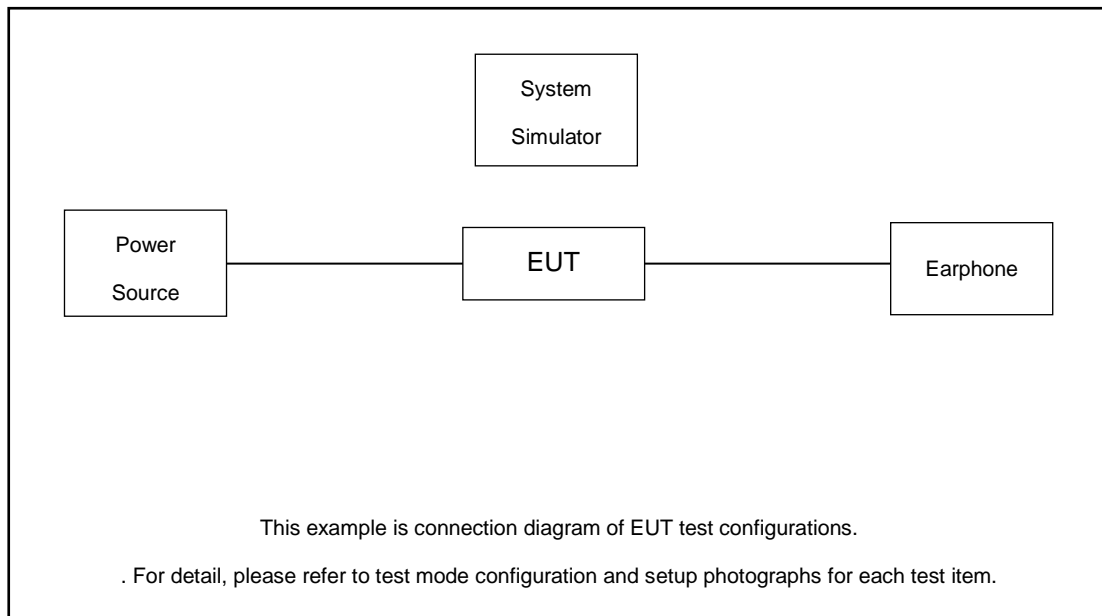 System
Simulator
Power
Source
EUT
Earphone
This example is connection diagram of EUT test configurations.
. For detail, please refer to test mode configuration and setup photographs for each test item.